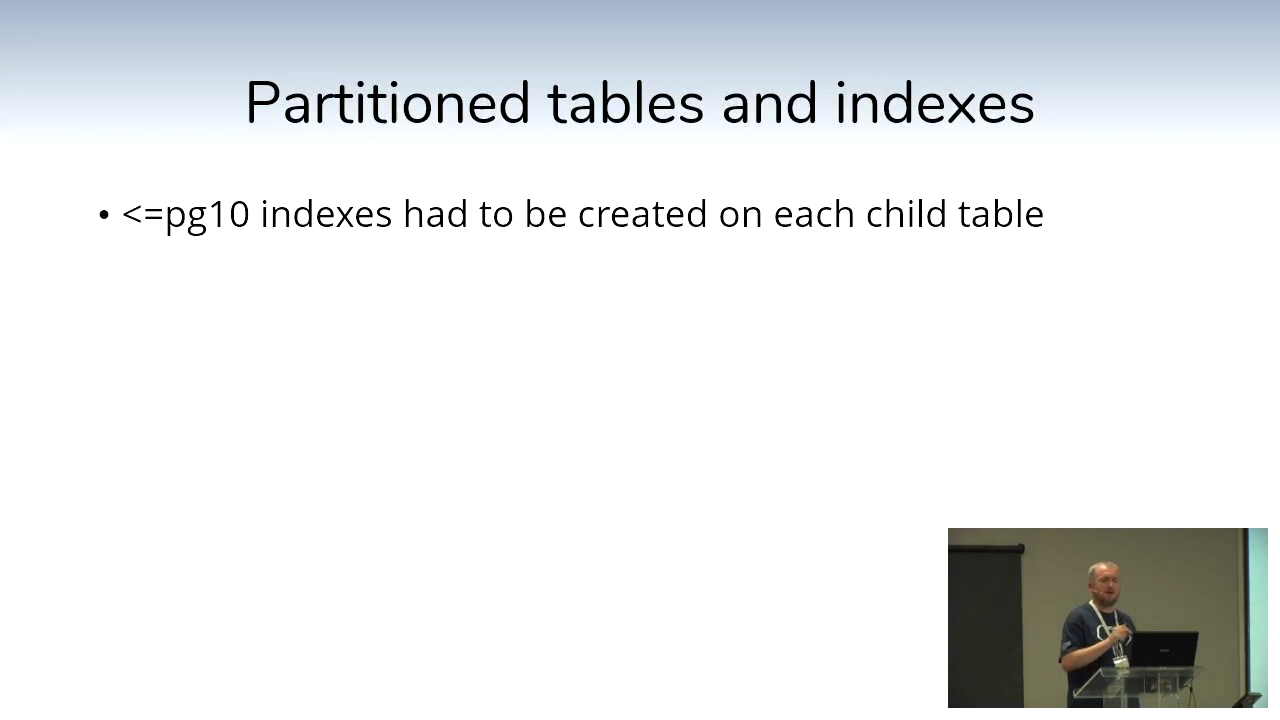 Partitioned tables and indexes
• <=pg10 indexes had to be created on each child table